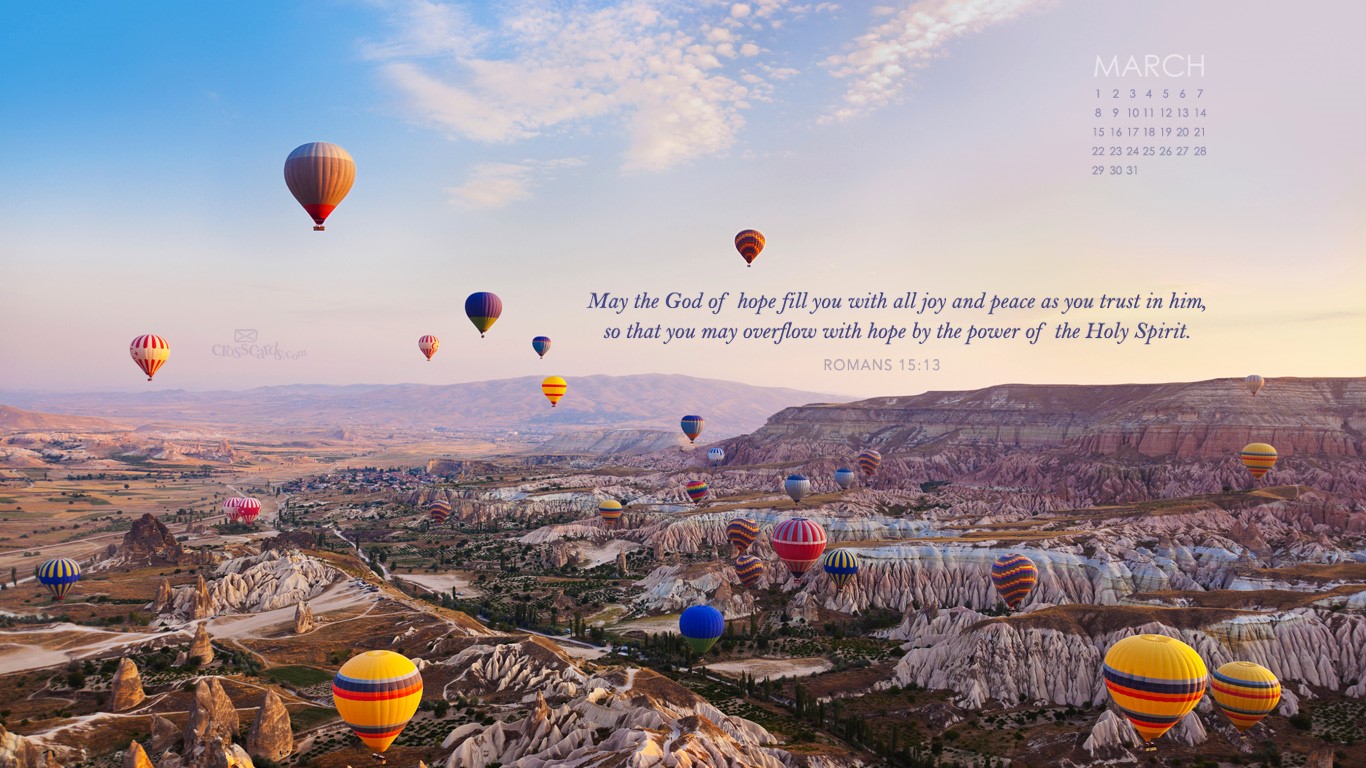 MARCH
1 2 3 4 5 6 7
8 9 10 11 12 13 14
15 16 17 18 19 20 21
22 23 24 25 26 27 28
29 30 31
May the God of hope fill you with all joy and peace as you trust in him,
so that you may overflow with hope by the power of the Holy Spirit.
ROMANS 15:13
crosscards.com